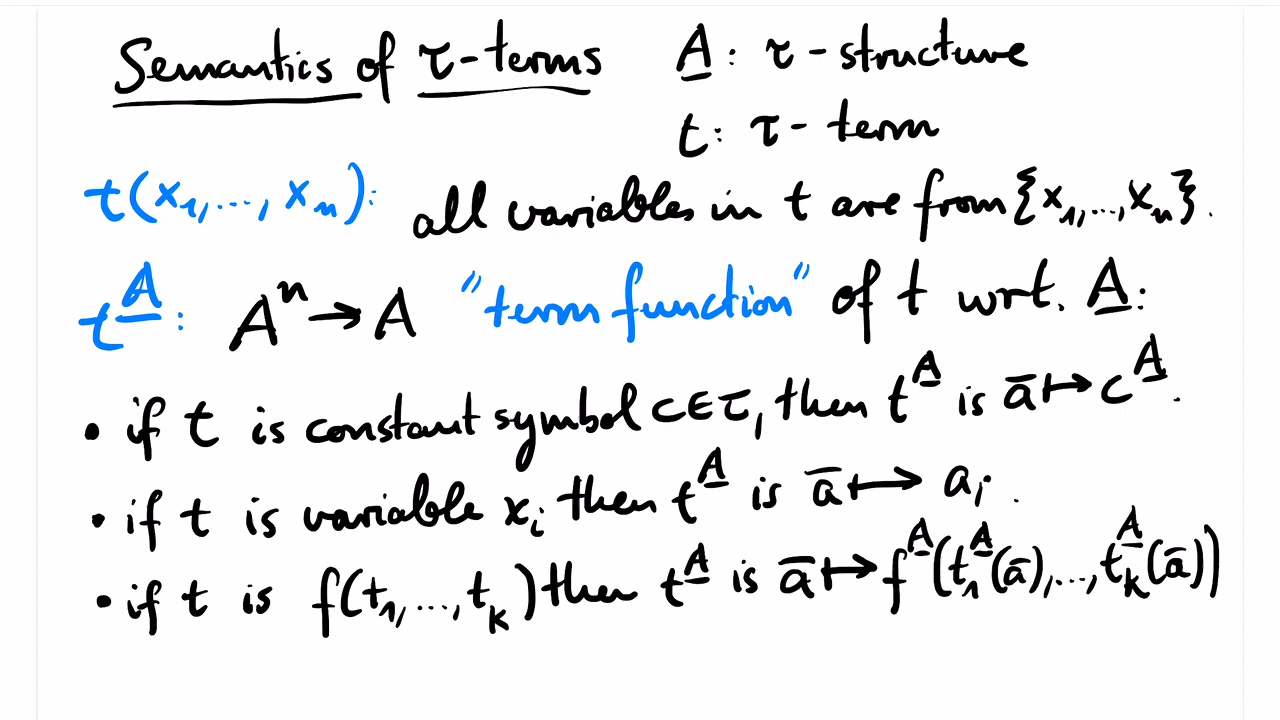 Semantics of τ-terms A: τ-structure
t: τ-term
t(x₁,..., xₙ): all variables in t are from {x₁,...,xₙ}.
t^A: Aⁿ → A "term function" of t wrt. A:
• if t is constant symbol c∈τ, then t^A is ā ↦ c^A.
• if t is variable xᵢ then t^A is ā ↦ aᵢ.
• if t is f(t₁,...,tₖ) then t^A is ā ↦ f^A(t₁^A(ā),...,tₖ^A(ā))